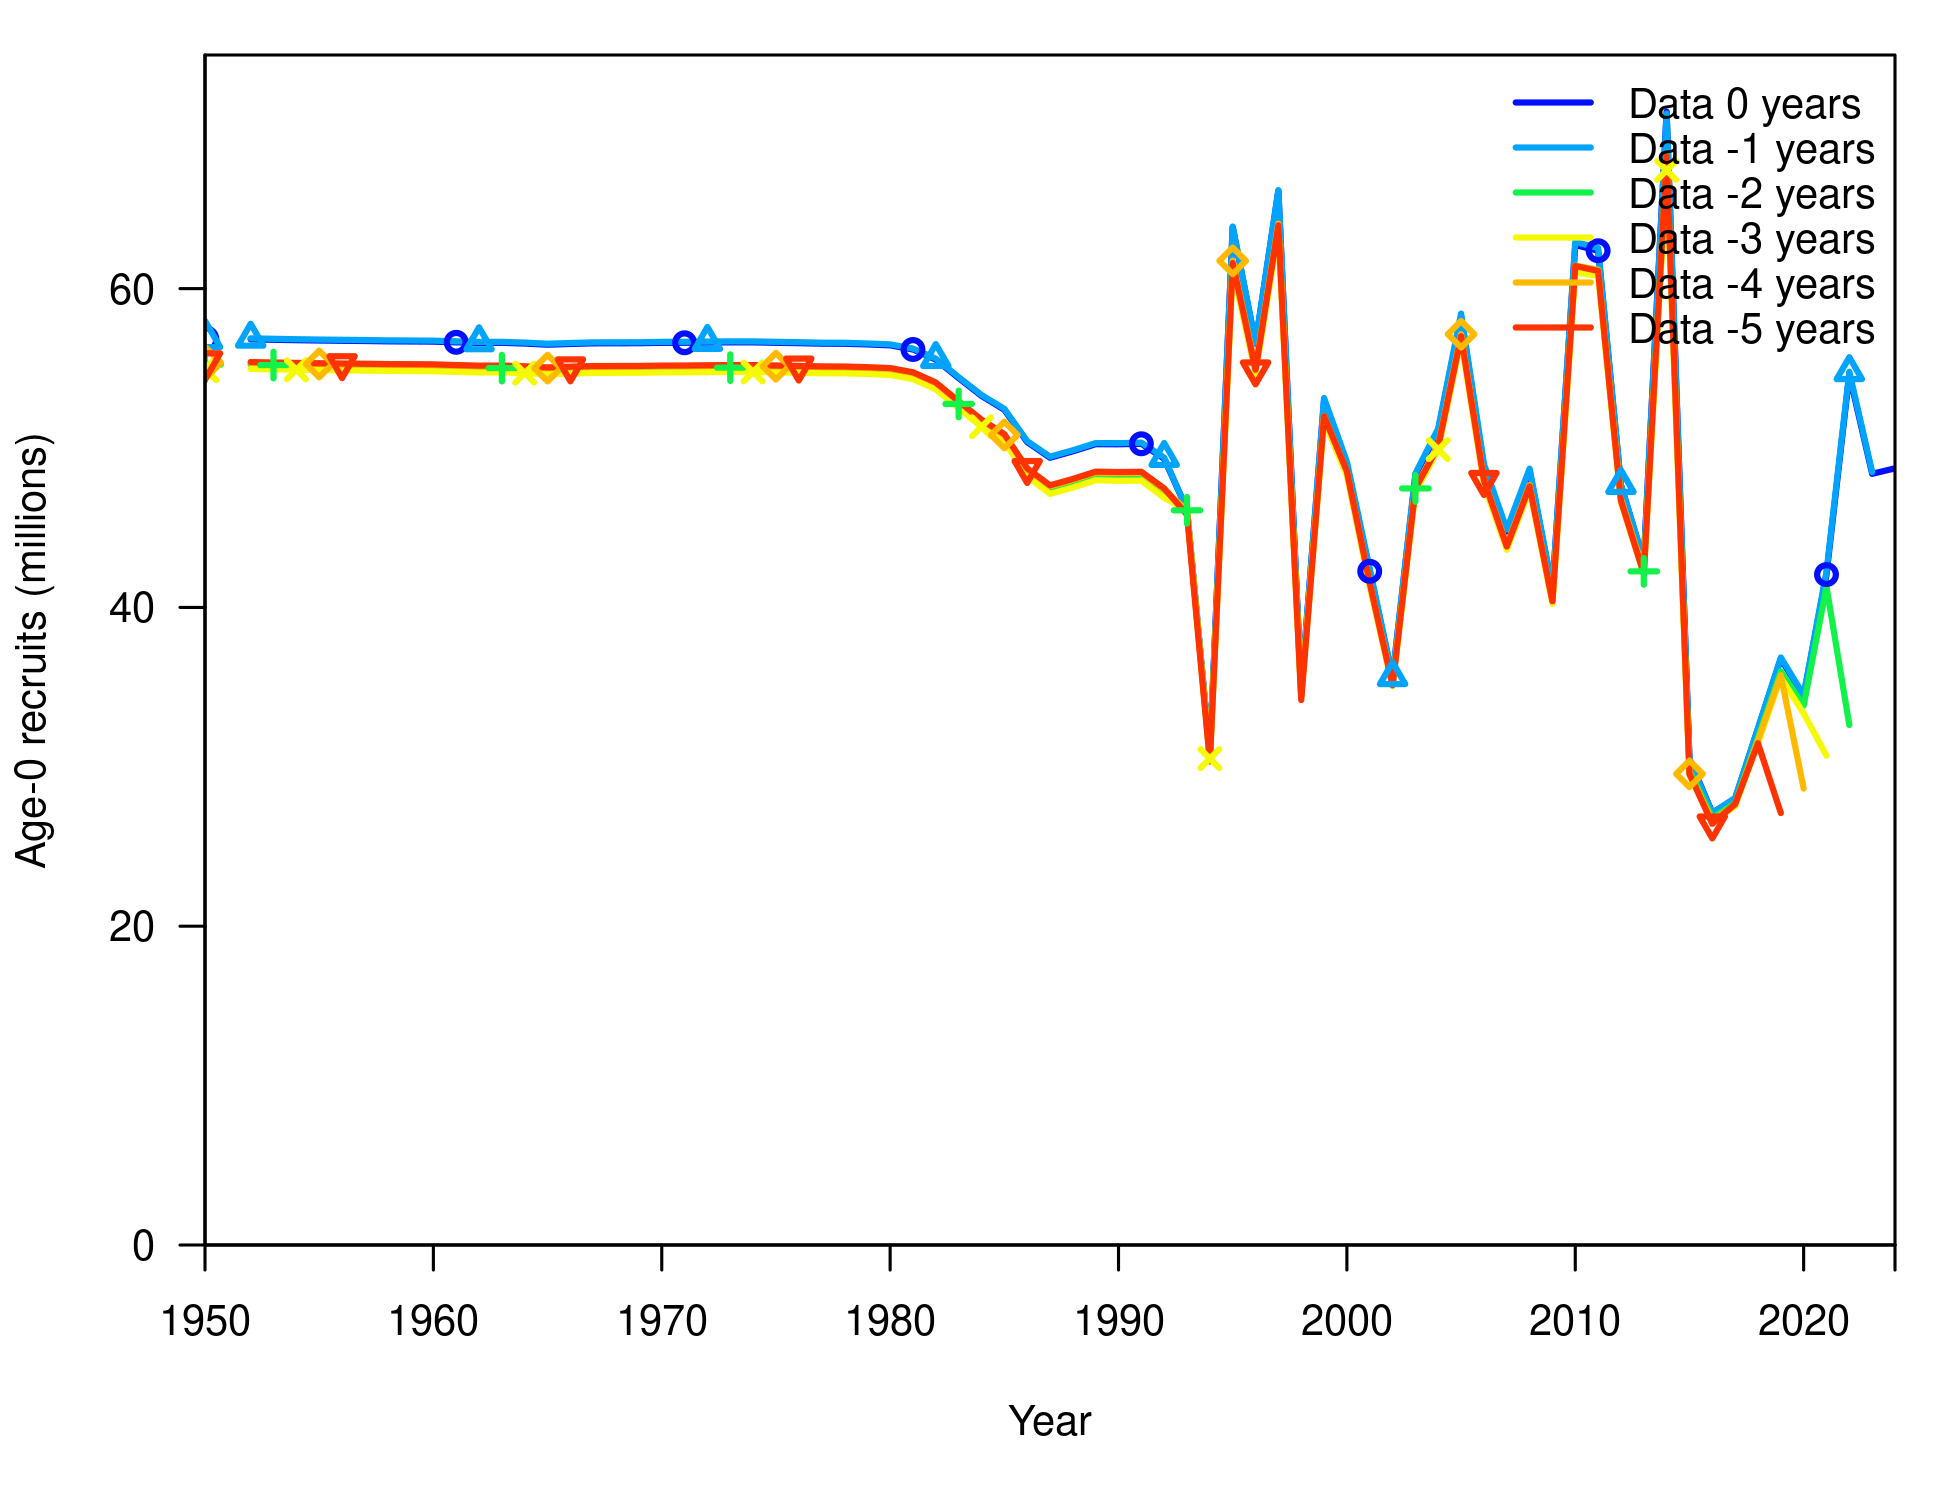 Data 0 years
Data -1 years
Data -2 years
Data -3 years
Data -4 years
Data -5 years
60
40
20
0
Age-0 recruits (millions)
1950 1960 1970 1980 1990 2000 2010 2020
Year